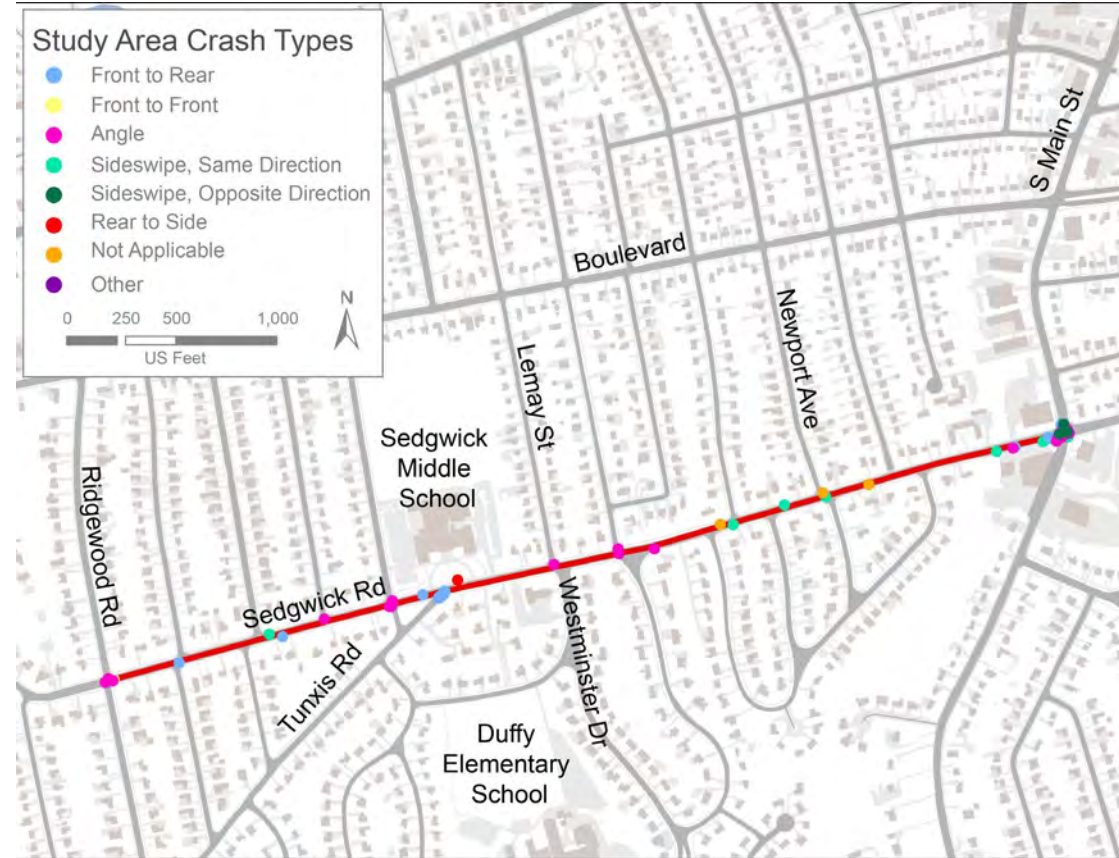 Study Area Crash Types
Front to Rear
Front to Front
Angle
Sideswipe, Same Direction
Sideswipe, Opposite Direction
Rear to Side
Not Applicable
Other
N
0 250 500 1,000
US Feet
S Main St
Boulevard
Newport Ave
Lemay St
Sedgwick
Middle
School
Ridgewood Rd
Sedgwick Rd
Tunxis Rd
Westminster Dr
Duffy
Elementary
School